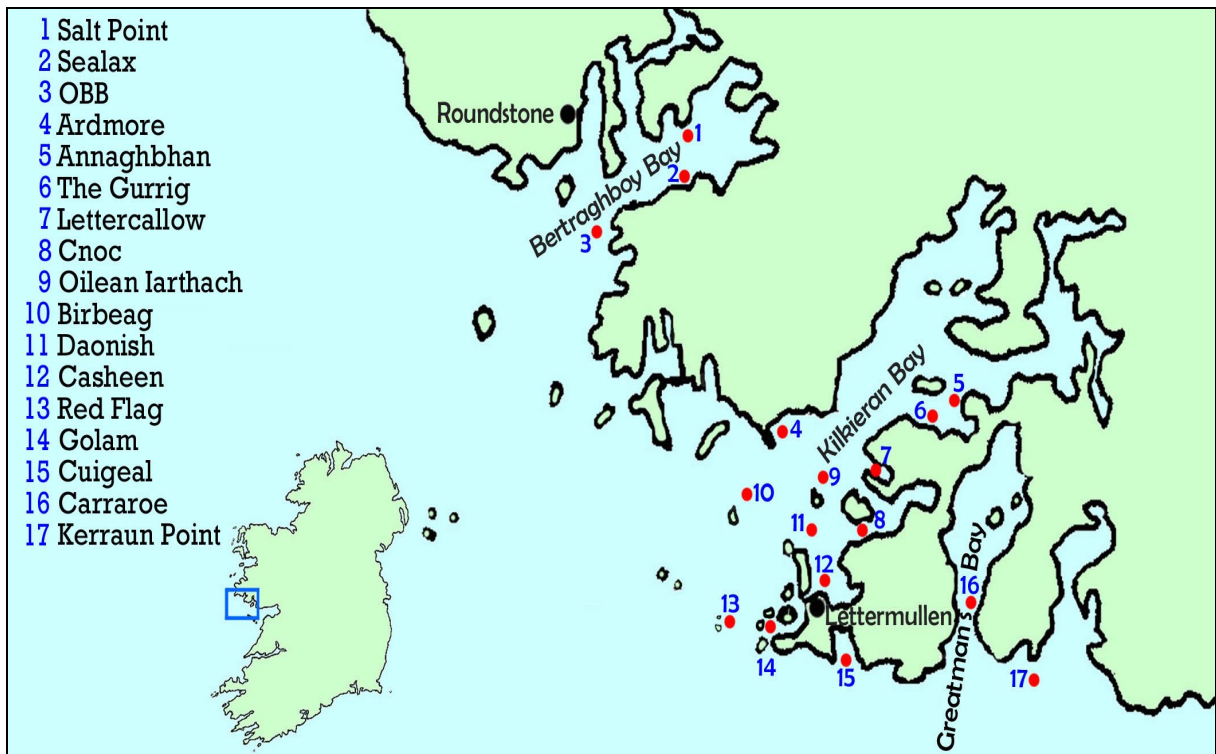 1 Salt Point
2 Sealax
3 OBB
4 Ardmore
5 Annaghbhan
6 The Gurrig
7 Lettercallow
8 Cnoc
9 Oilean Iarthach
10 Birbeag
11 Daonish
12 Casheen
13 Red Flag
14 Golam
15 Cuigeal
16 Carraroe
17 Kerraun Point
Roundstone
1
2
Bertraghboy Bay
3
5
6
Kilkieran Bay
4
7
9
10
11
8
12
13
Lettermullen
16
14
15
17
Greatman's Bay